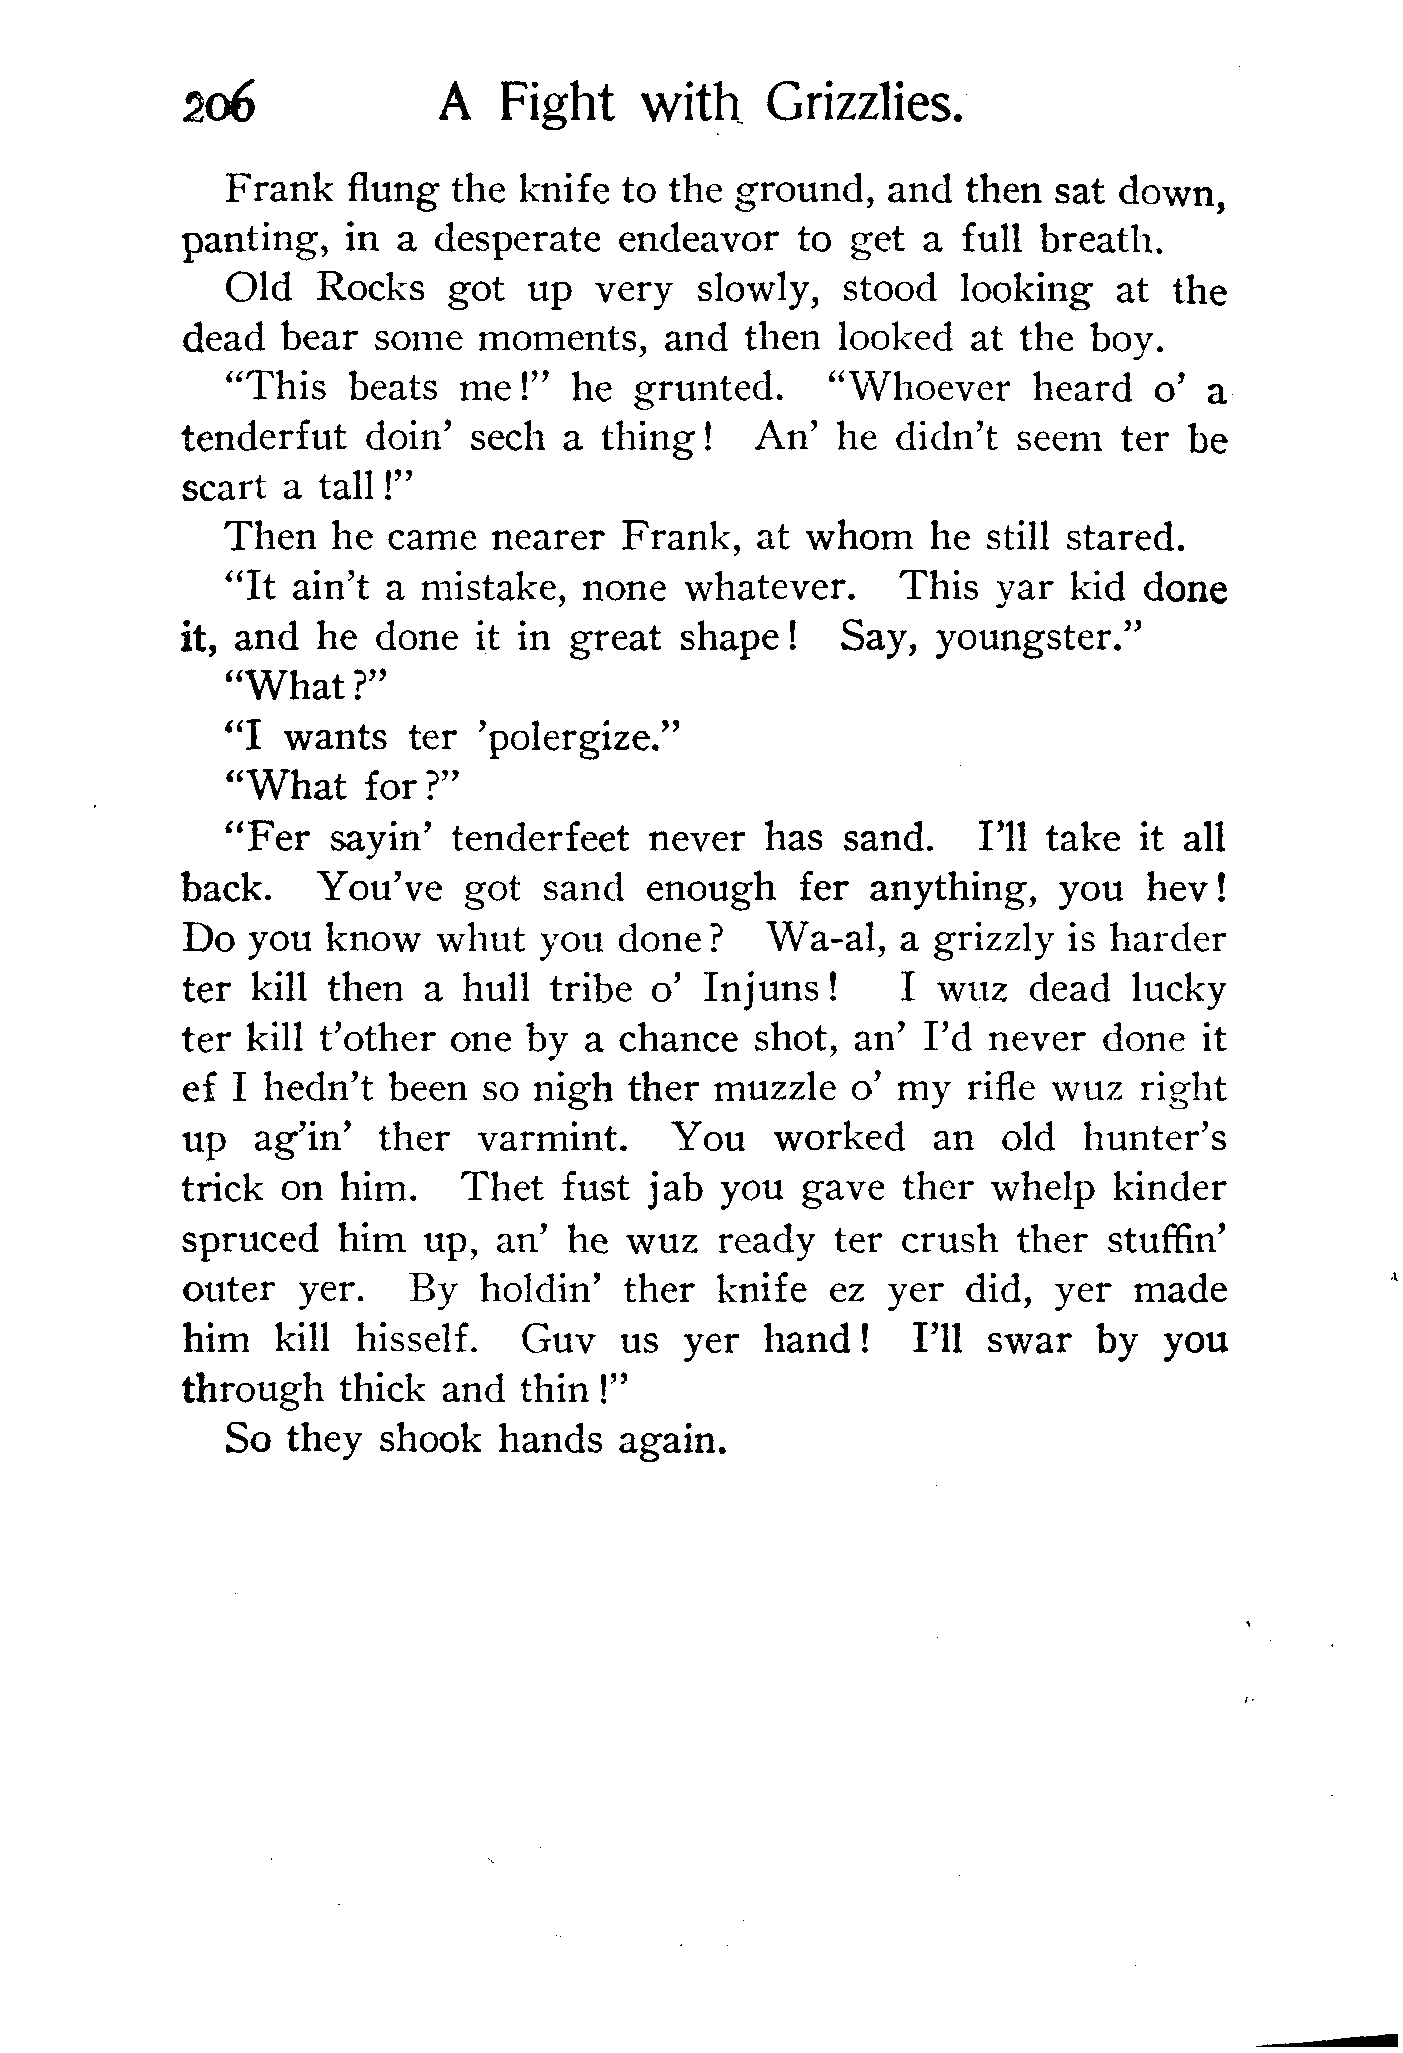 206 A Fight with Grizzlies.
Frank flung the knife to the ground, and then sat down,
panting, in a desperate endeavor to get a full breath.
Old Rocks got up very slowly, stood looking at the
dead bear some moments, and then looked at the boy.
“This beats me!” he grunted. “Whoever heard o’ a
tenderfut doin’ sech a thing! An’ he didn’t seem ter be
scart a tall!”
Then he came nearer Frank, at whom he still stared.
“It ain’t a mistake, none whatever. This yar kid done
it, and he done it in great shape! Say, youngster.”
“What?”
“I wants ter ’polergize.”
“What for?”
“Fer sayin’ tenderfeet never has sand. I’ll take it all
back. You’ve got sand enough fer anything, you hev!
Do you know whut you done? Wa-al, a grizzly is harder
ter kill then a hull tribe o’ Injuns! I wuz dead lucky
ter kill t’other one by a chance shot, an’ I’d never done it
ef I hedn’t been so nigh ther muzzle o’ my rifle wuz right
up ag’in’ ther varmint. You worked an old hunter’s
trick on him. Thet fust jab you gave ther whelp kinder
spruced him up, an’ he wuz ready ter crush ther stuffin’
outer yer. By holdin’ ther knife ez yer did, yer made
him kill hisself. Guv us yer hand! I’ll swar by you
through thick and thin!”
So they shook hands again.